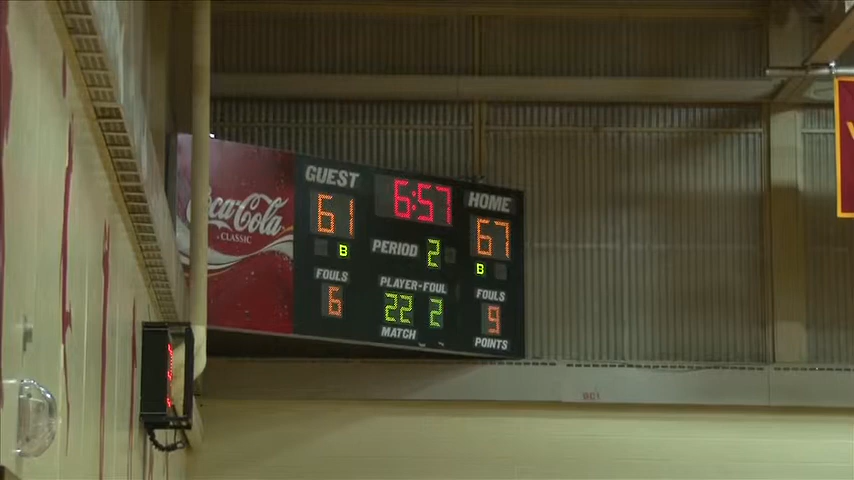 Coca-Cola
CLASSIC
GUEST
6:57
HOME
61
67
B
PERIOD
2
B
FOULS
PLAYER-FOUL
FOULS
6
22
2
9
MATCH
POINTS